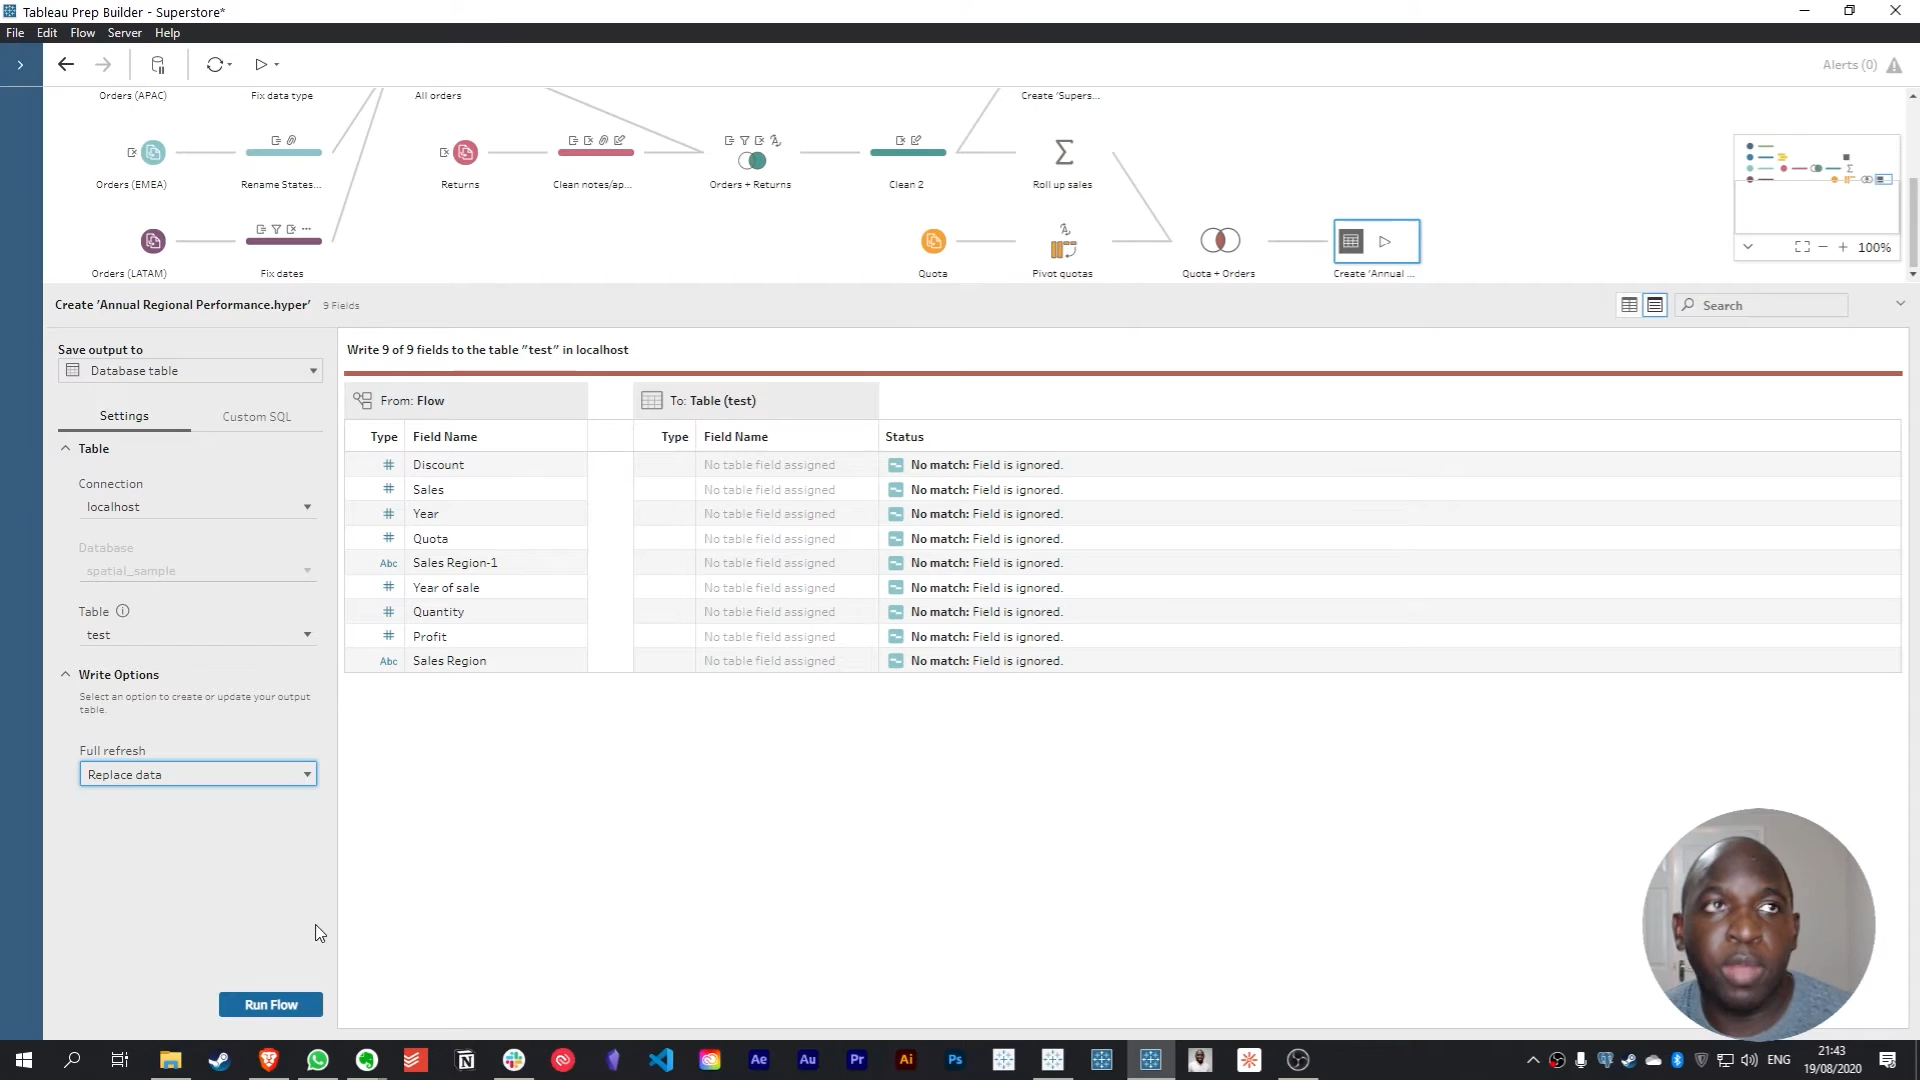 Tableau Prep Builder - Superstore*
File Edit Flow Server Help
Alerts (0)
Orders (APAC) Fix data type All orders Create 'Supers...
Orders (EMEA) Rename States... Returns Clean notes/ap... Orders + Returns Clean 2 Roll up sales
100%
Orders (LATAM) Fix dates Quota Pivot quotas Quota + Orders Create 'Annual ...
Create 'Annual Regional Performance.hyper' 9 Fields
Search
Save output to
Database table
Settings Custom SQL
Table
Connection
localhost
Database
spatial_sample
Table
test
Write Options
Select an option to create or update your output
table.
Full refresh
Replace data
Run Flow
Write 9 of 9 fields to the table "test" in localhost
From: Flow To: Table (test)
Type Field Name Type Field Name Status
# Discount No table field assigned No match: Field is ignored.
# Sales No table field assigned No match: Field is ignored.
# Year No table field assigned No match: Field is ignored.
# Quota No table field assigned No match: Field is ignored.
Abc Sales Region-1 No table field assigned No match: Field is ignored.
# Year of sale No table field assigned No match: Field is ignored.
# Quantity No table field assigned No match: Field is ignored.
# Profit No table field assigned No match: Field is ignored.
Abc Sales Region No table field assigned No match: Field is ignored.
Ae Au Pr Ai Ps
ENG
21:43
19/08/2020